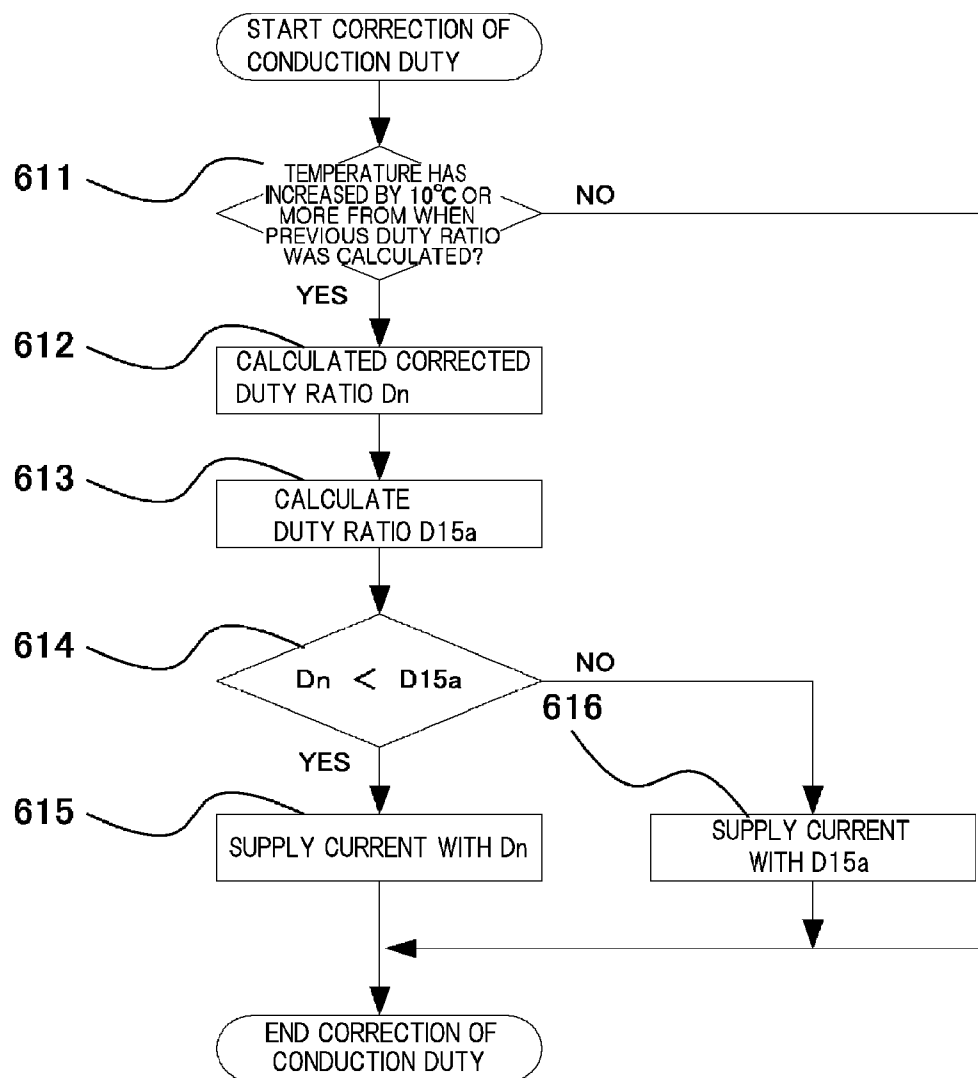 START CORRECTION OF
CONDUCTION DUTY
611
TEMPERATURE HAS
INCREASED BY 10℃ OR
MORE FROM WHEN
PREVIOUS DUTY RATIO
WAS CALCULATED?
NO
YES
612
CALCULATED CORRECTED
DUTY RATIO Dn
613
CALCULATE
DUTY RATIO D15a
614
Dn < D15a
NO
616
YES
615
SUPPLY CURRENT WITH Dn
SUPPLY CURRENT
WITH D15a
END CORRECTION OF
CONDUCTION DUTY